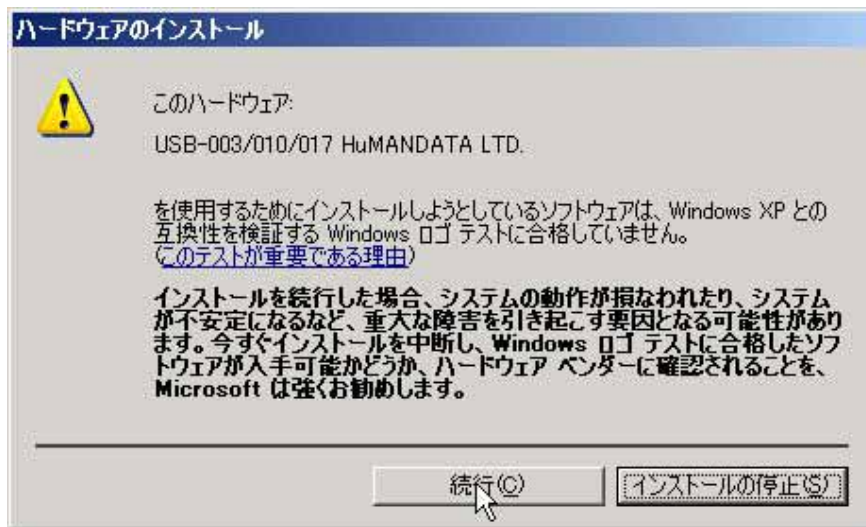 ハードウェアのインストール
このハードウェア:
USB-003/010/017 HuMANDATA LTD.
を使用するためにインストールしようとしているソフトウェアは、Windows XP との
互換性を検証する Windows ロゴ テストに合格していません。
(このテストが重要である理由)
インストールを続行した場合、システムの動作が損なわれたり、システム
が不安定になるなど、重大な障害を引き起こす要因となる可能性があり
ます。今すぐインストールを中断し、Windows ロゴ テストに合格したソフ
トウェアが入手可能かどうか、ハードウェア ベンダーに確認されることを、
Microsoft は強くお勧めします。
続行(C) インストールの停止(S)